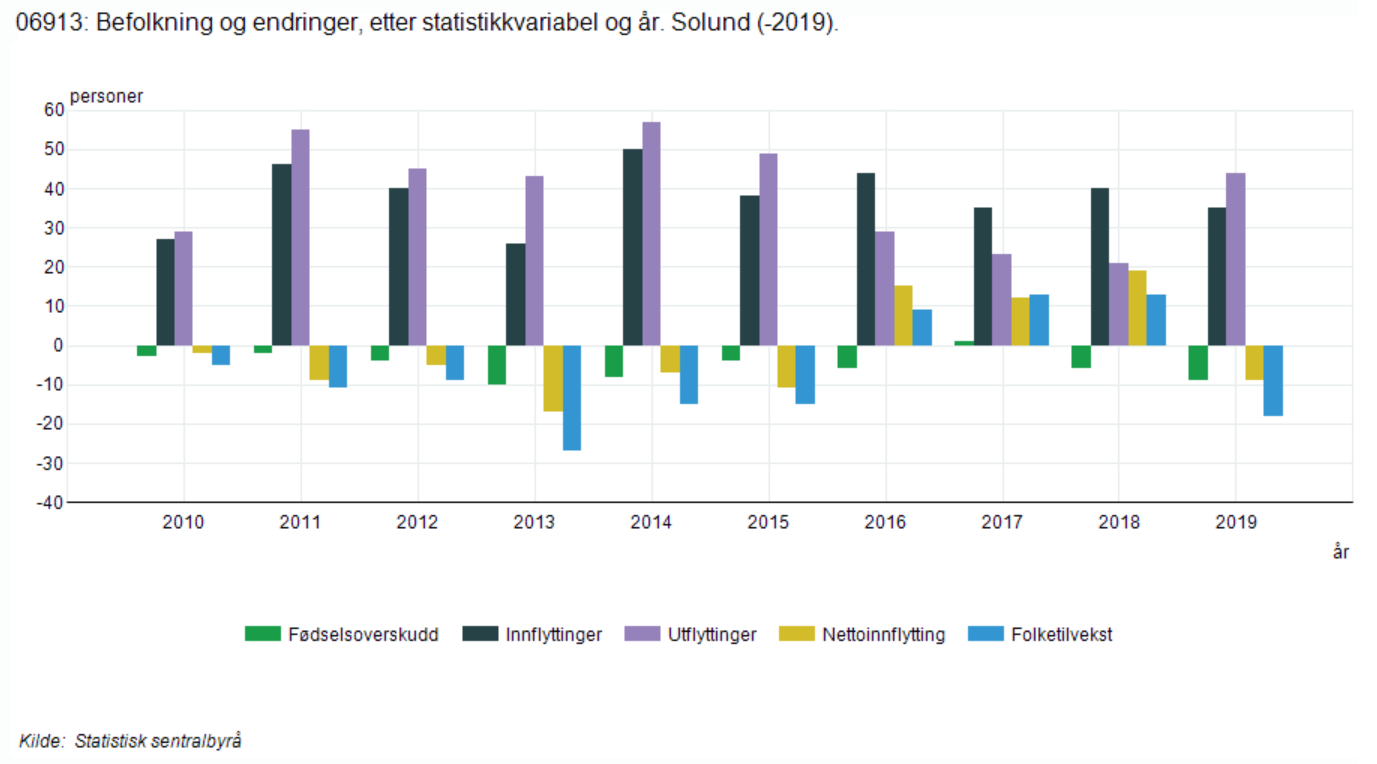 06913: Befolkning og endringer, etter statistikkvariabel og år. Solund (-2019).
personer
60
50
40
30
20
10
0
-10
-20
-30
-40
2010 2011 2012 2013 2014 2015 2016 2017 2018 2019
år
Fødselsoverskudd Innflyttinger Utflyttinger Nettoinnflytting Folketilvekst
Kilde: Statistisk sentralbyrå